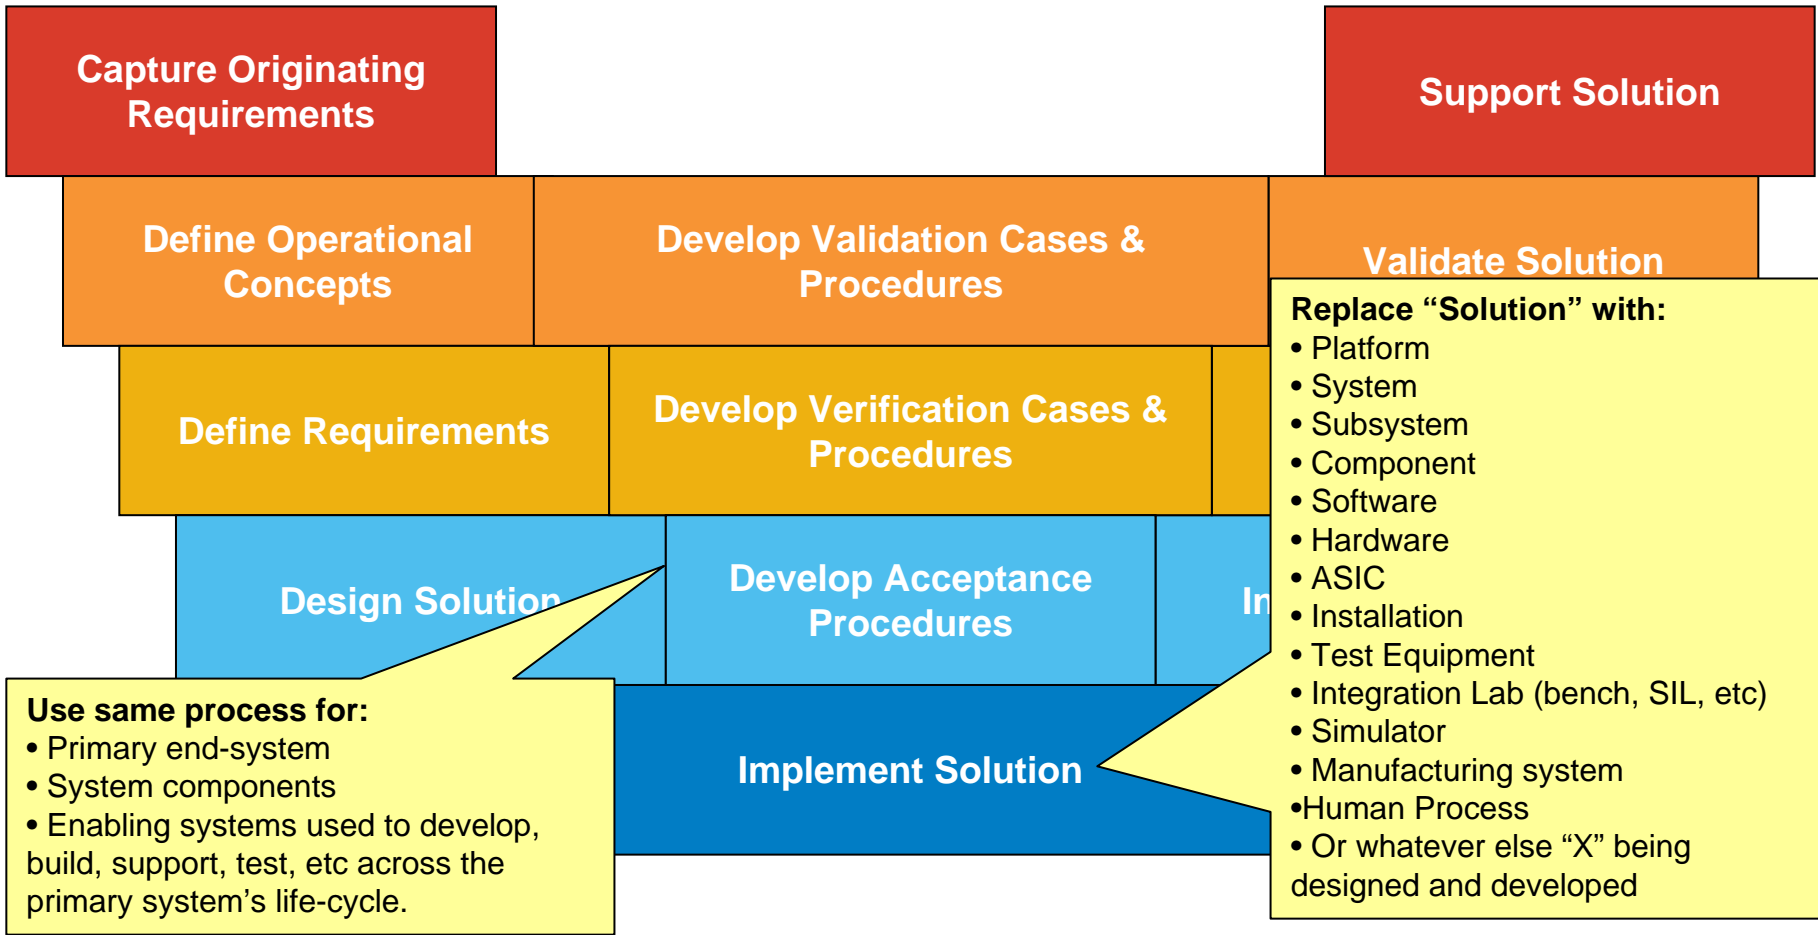 Capture Originating
Requirements
Support Solution
Define Operational
Concepts
Develop Validation Cases &
Procedures
Validate Solution
Define Requirements
Develop Verification Cases &
Procedures
Design Solution
Develop Acceptance
Procedures
Implement Solution
Use same process for:
• Primary end-system
• System components
• Enabling systems used to develop,
build, support, test, etc across the
primary system’s life-cycle.
Replace “Solution” with:
• Platform
• System
• Subsystem
• Component
• Software
• Hardware
• ASIC
• Installation
• Test Equipment
• Integration Lab (bench, SIL, etc)
• Simulator
• Manufacturing system
•Human Process
• Or whatever else “X” being
designed and developed